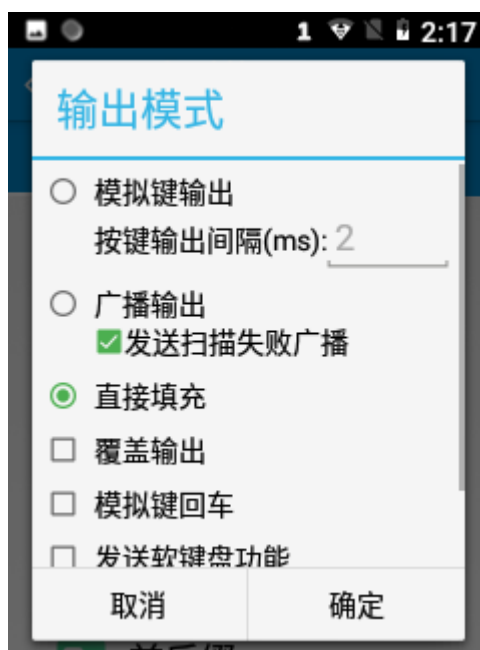 1 2:17
输出模式
模拟键输出
按键输出间隔(ms): 2
广播输出
发送扫描失败广播
直接填充
覆盖输出
模拟键回车
发送软键盘功能
取消 确定